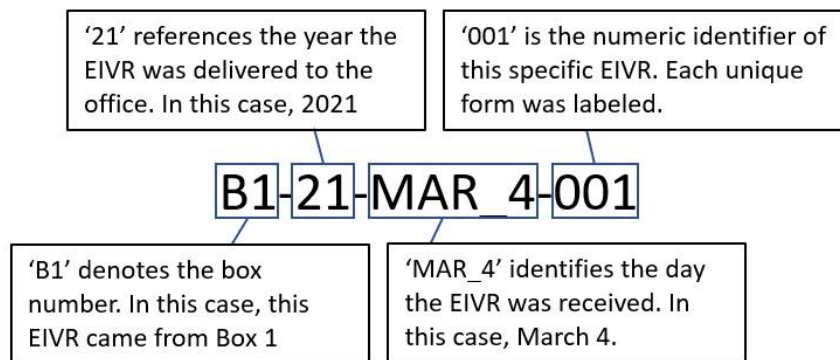 ‘21’ references the year the
EIVR was delivered to the
office. In this case, 2021
‘001’ is the numeric identifier of
this specific EIVR. Each unique
form was labeled.
B1-21-MAR_4-001
‘B1’ denotes the box
number. In this case, this
EIVR came from Box 1
‘MAR_4’ identifies the day
the EIVR was received. In
this case, March 4.